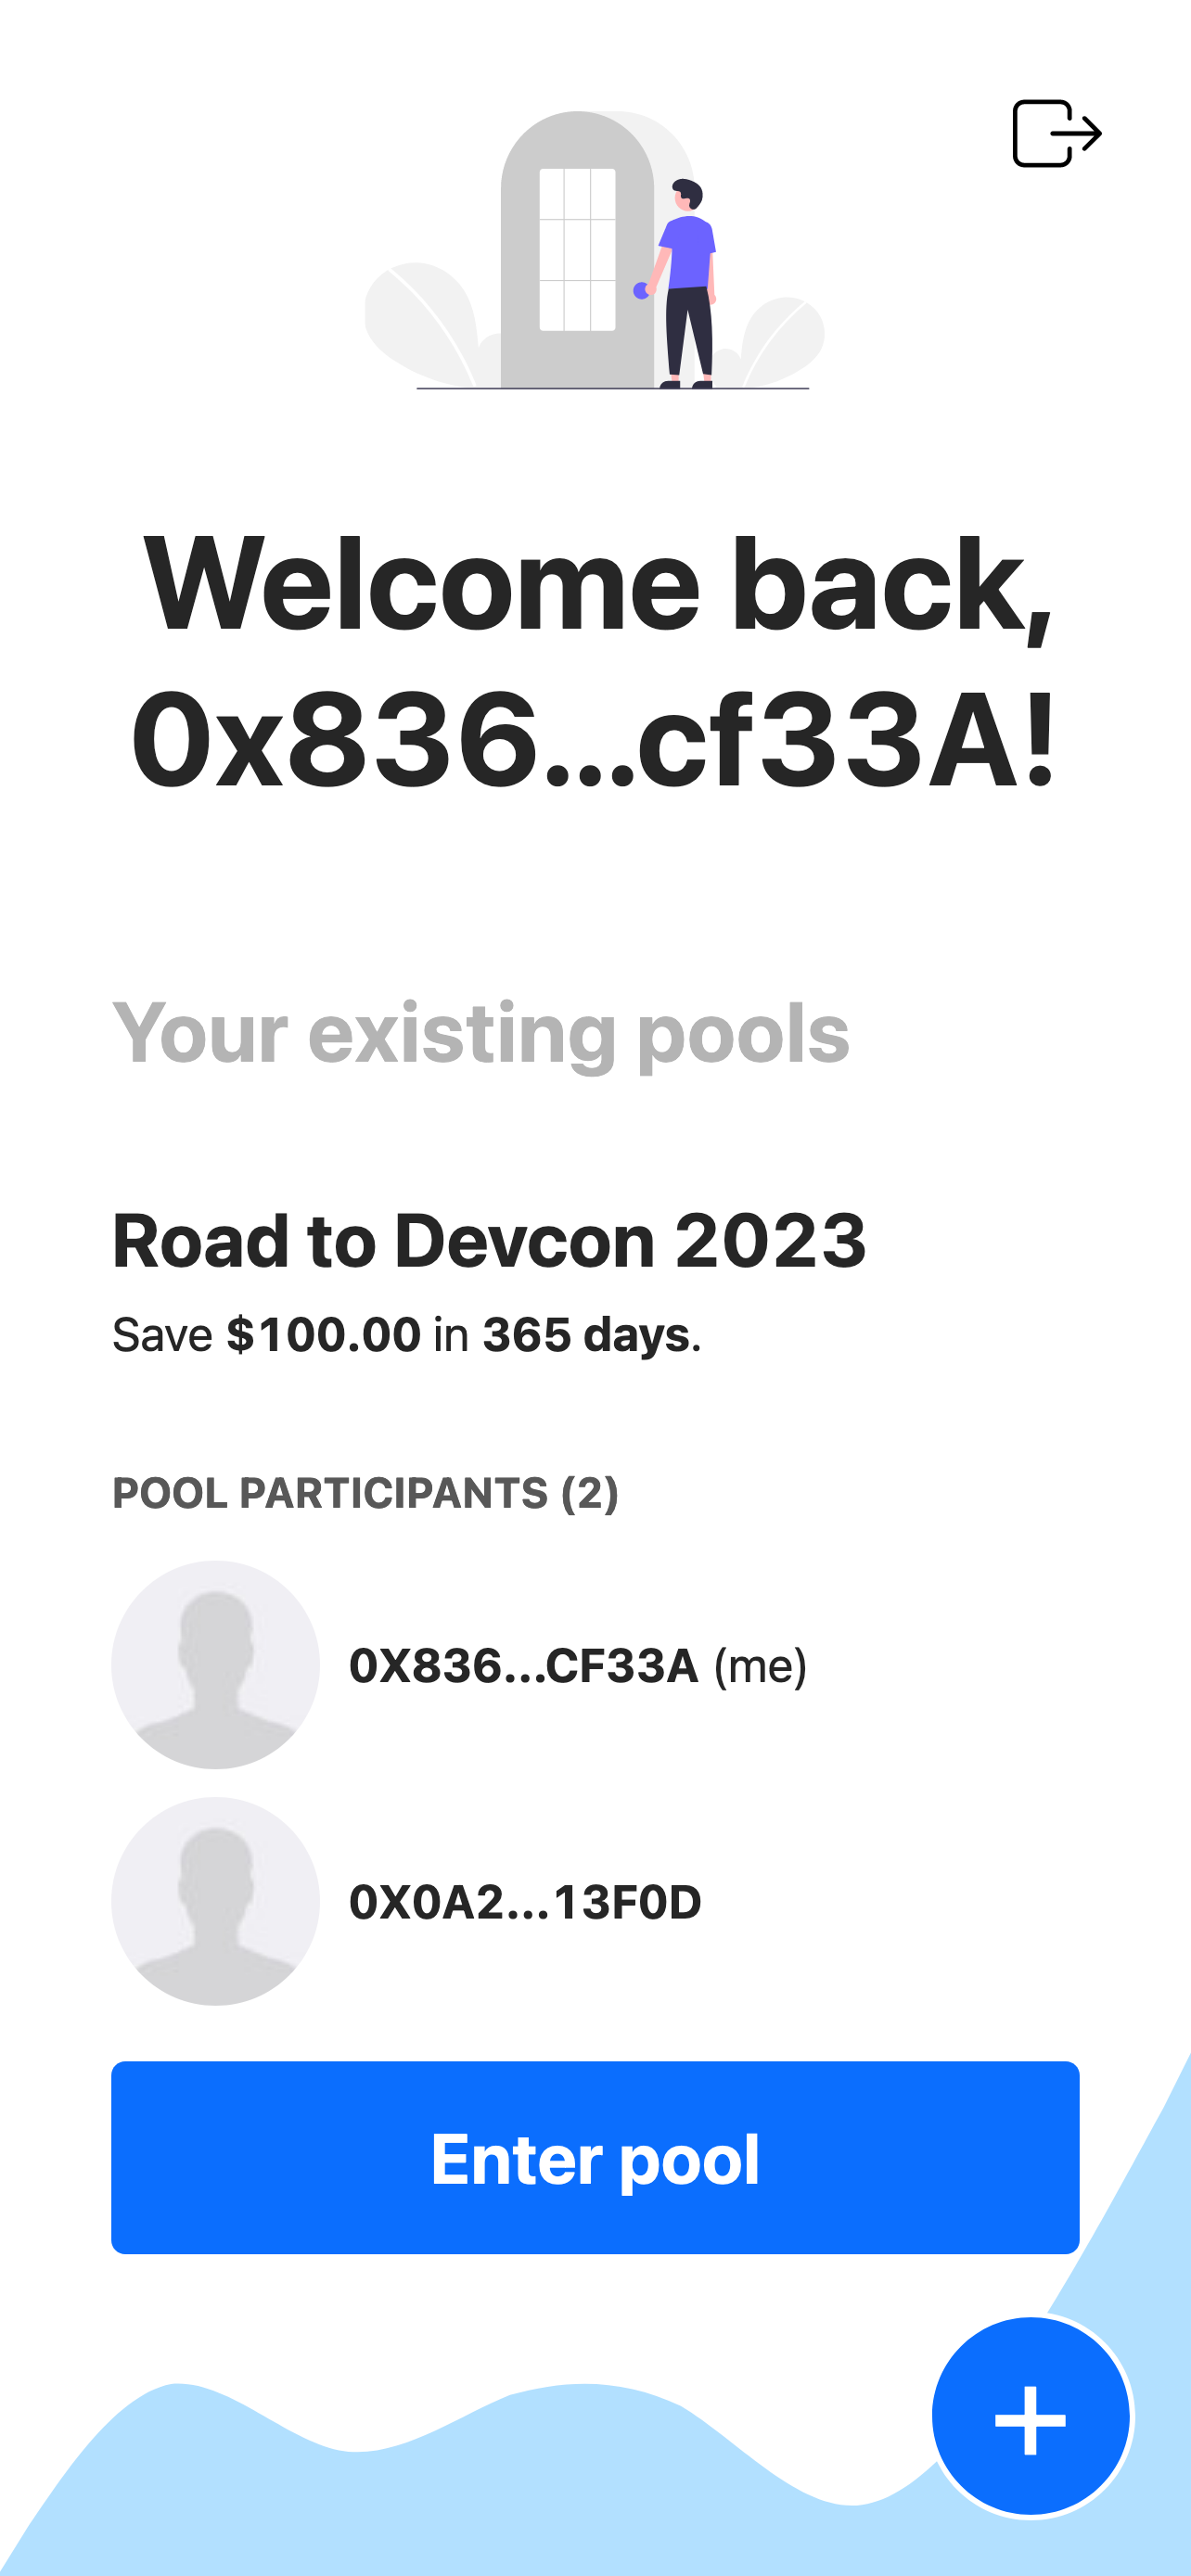 Welcome back,
0x836...cf33A!
Your existing pools
Road to Devcon 2023
Save $100.00 in 365 days.
POOL PARTICIPANTS (2)
0X836...CF33A (me)
0X0A2...13F0D
Enter pool
+